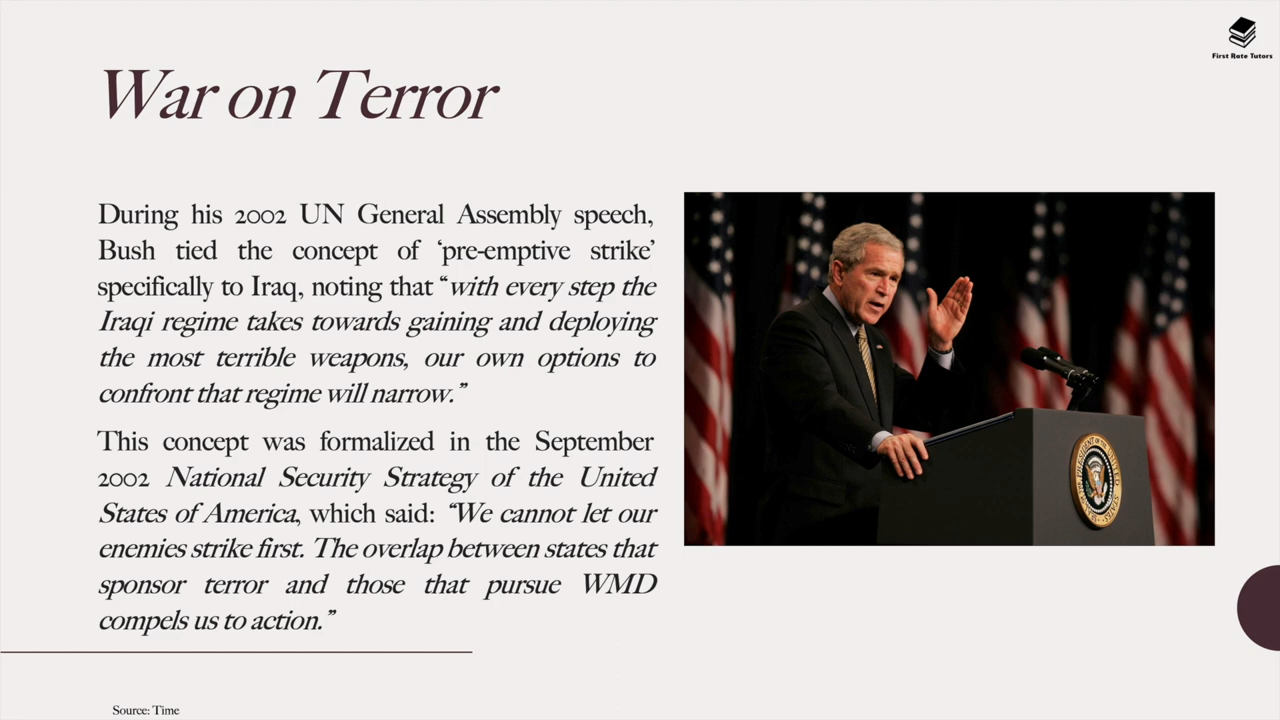 First Rate Tutors
War on Terror
During his 2002 UN General Assembly speech,
Bush tied the concept of ‘pre-emptive strike’
specifically to Iraq, noting that “with every step the
Iraqi regime takes towards gaining and deploying
the most terrible weapons, our own options to
confront that regime will narrow.”
This concept was formalized in the September
2002 National Security Strategy of the United
States of America, which said: “We cannot let our
enemies strike first. The overlap between states that
sponsor terror and those that pursue WMD
compels us to action.”
Source: Time